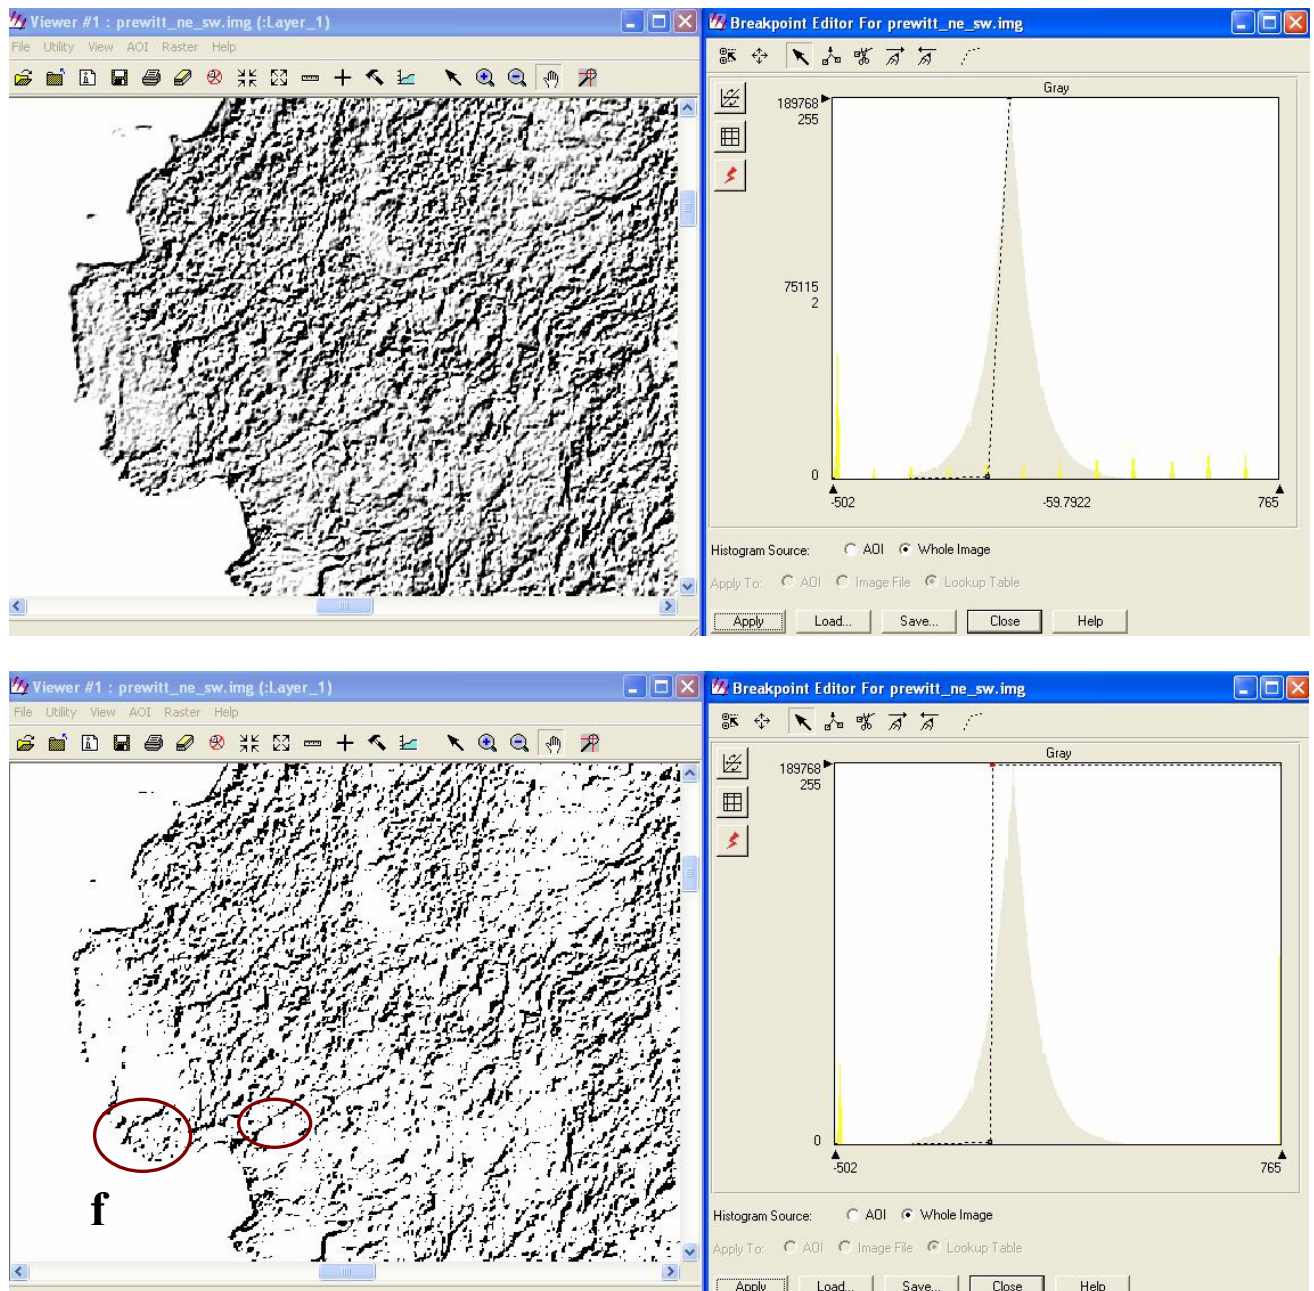 Viewer #1 : prewitt_ne_sw.img (:Layer_1)
File Utility View AOI Raster Help
Breakpoint Editor For prewitt_ne_sw.img
Gray
189768
255
75115
2
0
-502 -59.7922 765
Histogram Source: AOI Whole Image
Apply To: AOI Image File Lookup Table
Apply Load... Save... Close Help
Viewer #1 : prewitt_ne_sw.img (:Layer_1)
File Utility View AOI Raster Help
f
Breakpoint Editor For prewitt_ne_sw.img
Gray
189768
255
0
-502 765
Histogram Source: AOI Whole Image
Apply To: AOI Image File Lookup Table
Apply Load... Save... Close Help